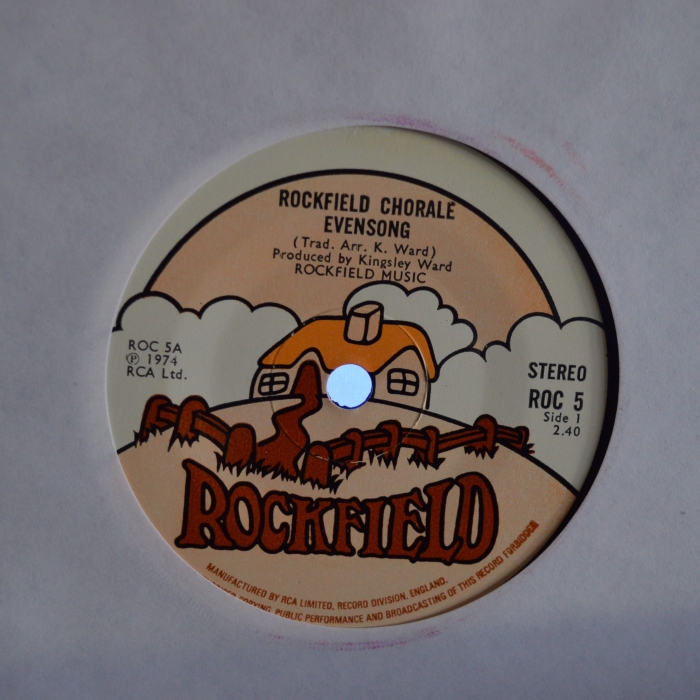 ROCKFIELD CHORALE
EVENSONG
(Trad. Arr. K. Ward)
Produced by Kingsley Ward
ROCKFIELD MUSIC
ROC 5A
℗ 1974
RCA Ltd.
STEREO
ROC 5
Side 1
2.40
ROCKFIELD
MANUFACTURED BY RCA LIMITED, RECORD DIVISION, ENGLAND.
COPYING, PUBLIC PERFORMANCE AND BROADCASTING OF THIS RECORD FORBIDDEN